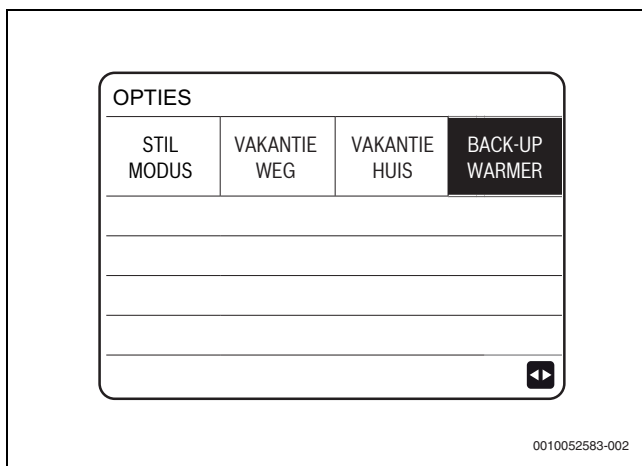 OPTIES
STIL MODUS
VAKANTIE WEG
VAKANTIE HUIS
BACK-UP WARMER
0010052583-002